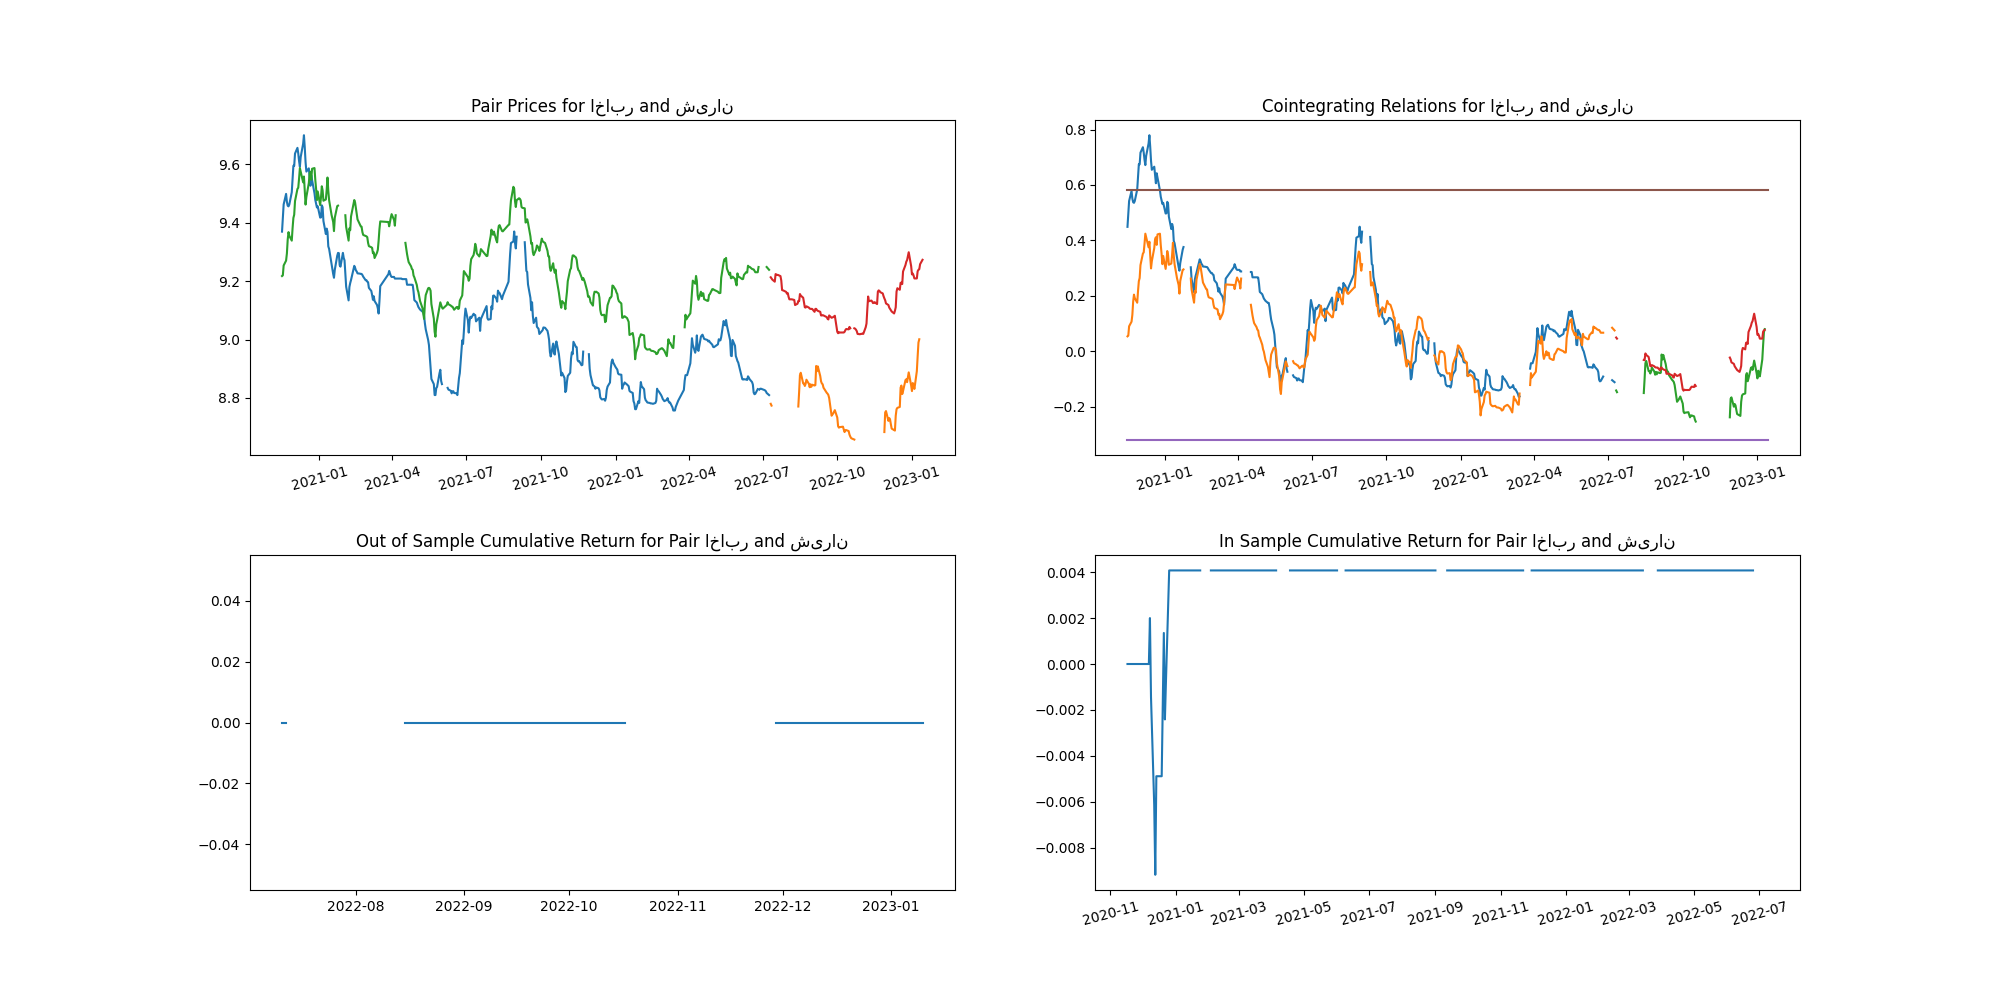 Pair Prices for اخابر and شیران
9.6
9.4
9.2
9.0
8.8
2021-01 2021-04 2021-07 2021-10 2022-01 2022-04 2022-07 2022-10 2023-01
Cointegrating Relations for اخابر and شیران
0.8
0.6
0.4
0.2
0.0
−0.2
2021-01 2021-04 2021-07 2021-10 2022-01 2022-04 2022-07 2022-10 2023-01
Out of Sample Cumulative Return for Pair اخابر and شیران
0.04
0.02
0.00
−0.02
−0.04
2022-08 2022-09 2022-10 2022-11 2022-12 2023-01
In Sample Cumulative Return for Pair اخابر and شیران
0.004
0.002
0.000
−0.002
−0.004
−0.006
−0.008
2020-11 2021-01 2021-03 2021-05 2021-07 2021-09 2021-11 2022-01 2022-03 2022-05 2022-07